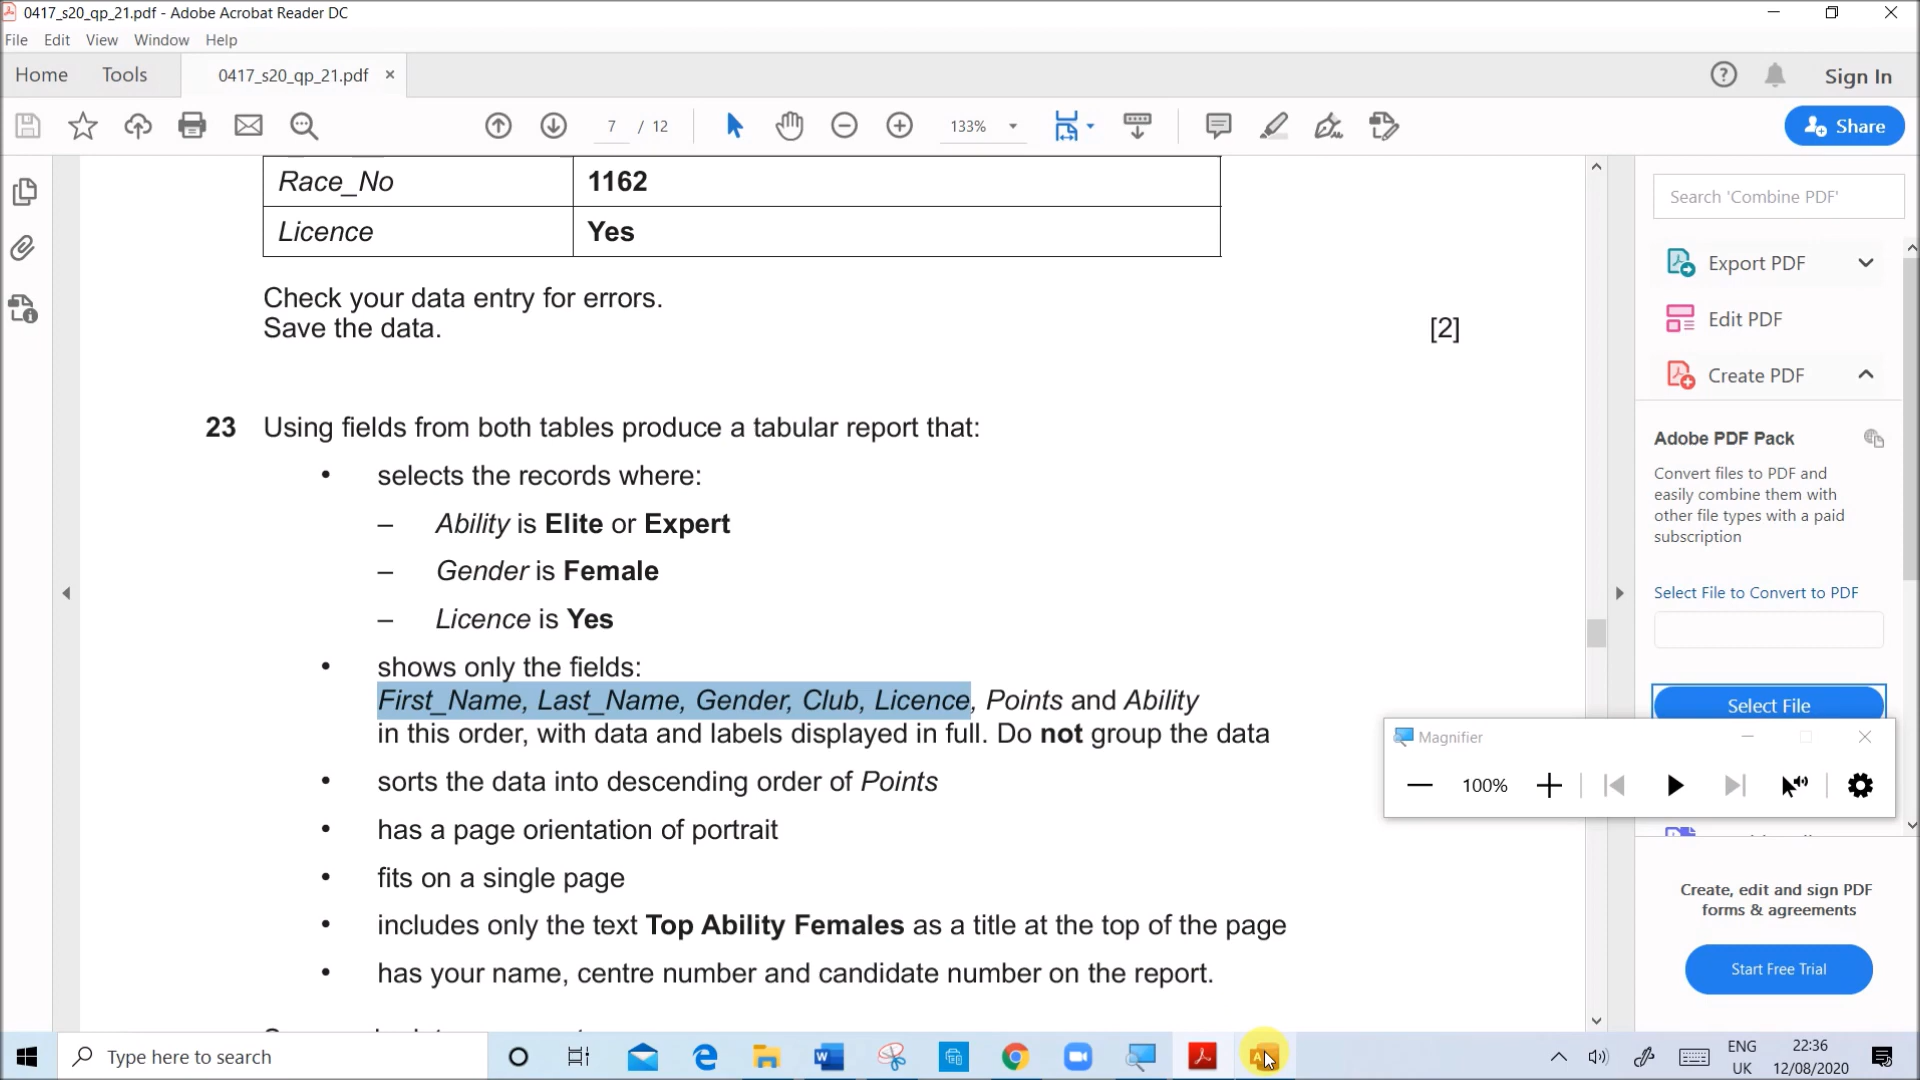 0417_s20_qp_21.pdf - Adobe Acrobat Reader DC
File Edit View Window Help
Home Tools 0417_s20_qp_21.pdf × Sign In
7 / 12 133% Share
Race_No 1162
Licence Yes
Check your data entry for errors.
Save the data. [2]
23 Using fields from both tables produce a tabular report that:
• selects the records where:
– Ability is Elite or Expert
– Gender is Female
– Licence is Yes
• shows only the fields:
First_Name, Last_Name, Gender, Club, Licence, Points and Ability
in this order, with data and labels displayed in full. Do not group the data
• sorts the data into descending order of Points
• has a page orientation of portrait
• fits on a single page
• includes only the text Top Ability Females as a title at the top of the page
• has your name, centre number and candidate number on the report.
Search 'Combine PDF'
Export PDF
Edit PDF
Create PDF
Adobe PDF Pack
Convert files to PDF and
easily combine them with
other file types with a paid
subscription
Select File to Convert to PDF
Select File
Magnifier
100%
Create, edit and sign PDF
forms & agreements
Start Free Trial
Type here to search
ENG
UK
22:36
12/08/2020